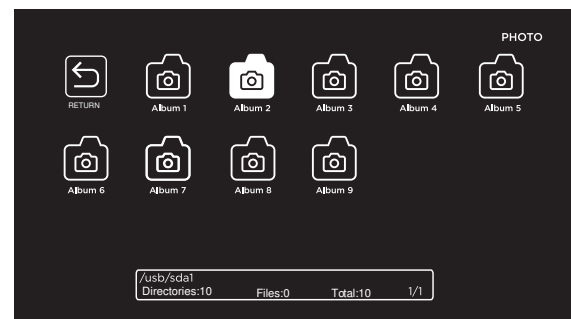 PHOTO
RETURN Album 1 Album 2 Album 3 Album 4 Album 5
Album 6 Album 7 Album 8 Album 9
/usb/sda1
Directories:10 Files:0 Total:10 1/1